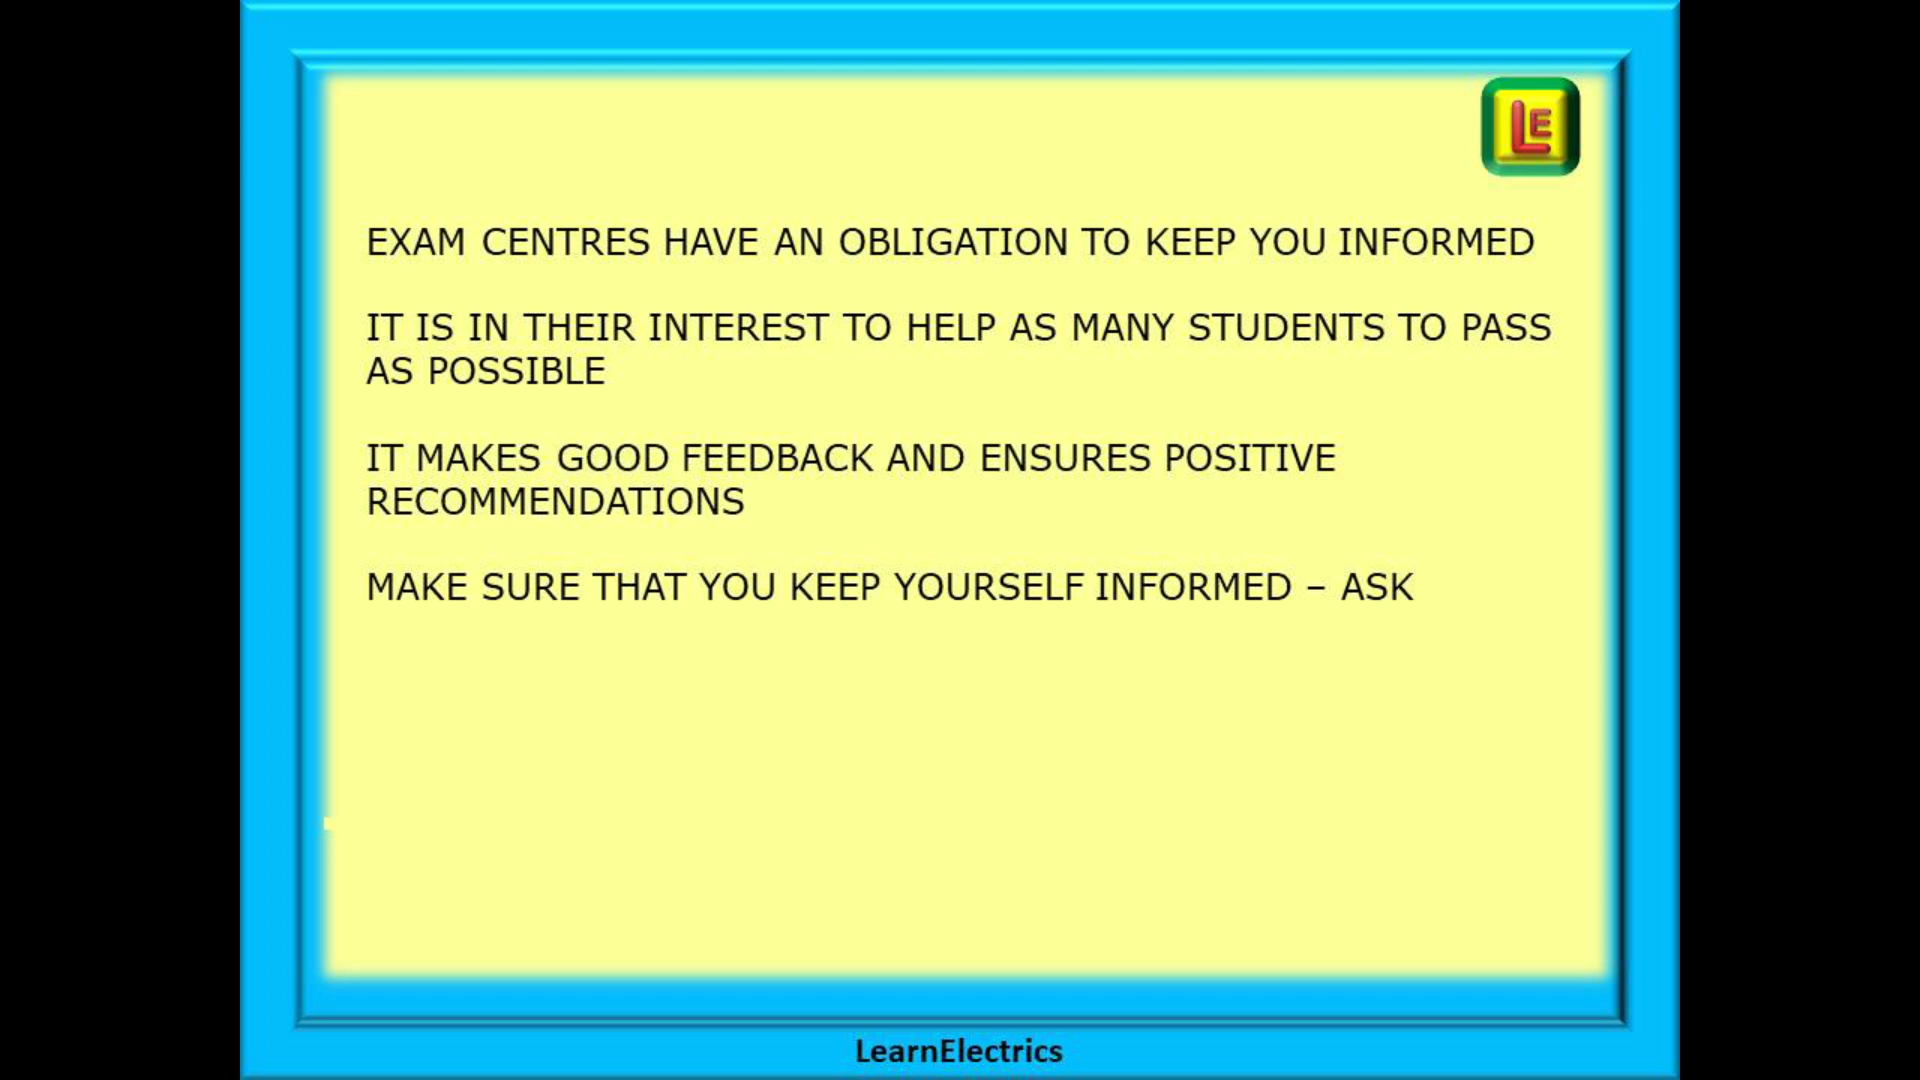 LE
EXAM CENTRES HAVE AN OBLIGATION TO KEEP YOU INFORMED
IT IS IN THEIR INTEREST TO HELP AS MANY STUDENTS TO PASS
AS POSSIBLE
IT MAKES GOOD FEEDBACK AND ENSURES POSITIVE
RECOMMENDATIONS
MAKE SURE THAT YOU KEEP YOURSELF INFORMED – ASK
LearnElectrics